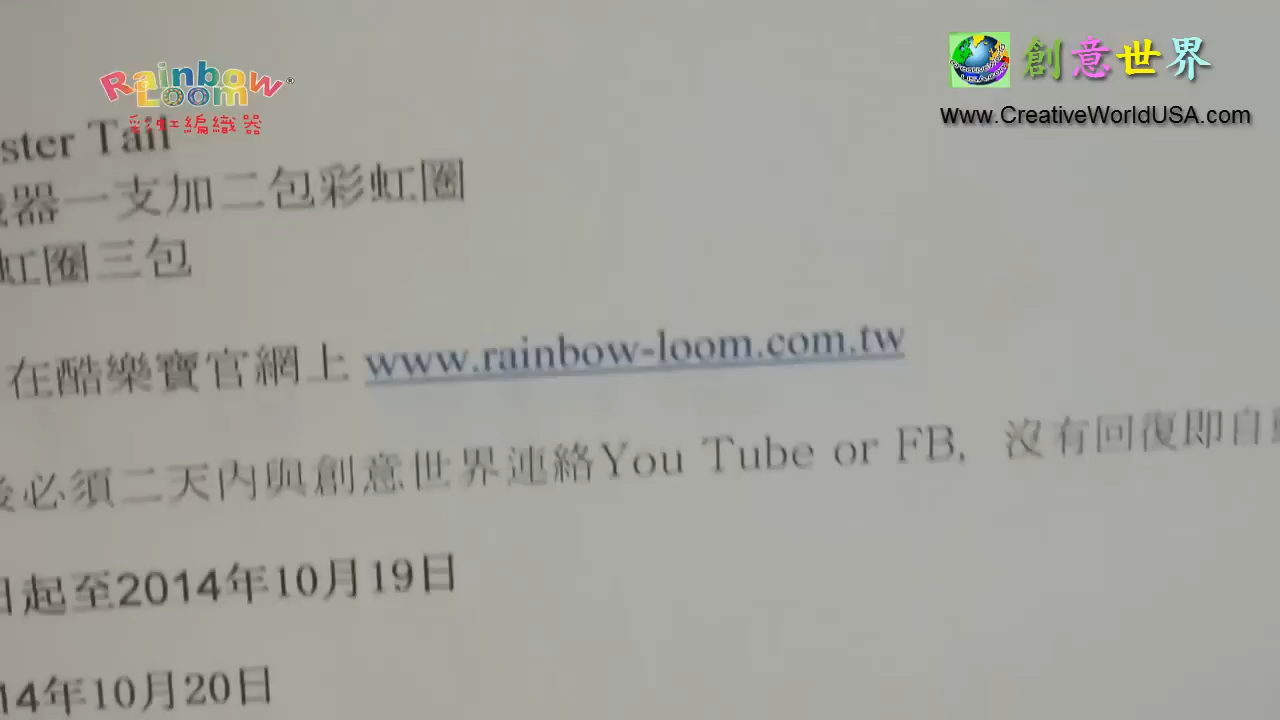 Rainbow Loom®
彩虹編織器
創意世界
www.CreativeWorldUSA.com
ster Tail
器一支加二包彩虹圈
虹圈三包
在酷樂寶官網上 www.rainbow-loom.com.tw
後必須二天內與創意世界連絡You Tube or FB, 沒有回復即自
日起至2014年10月19日
14年10月20日